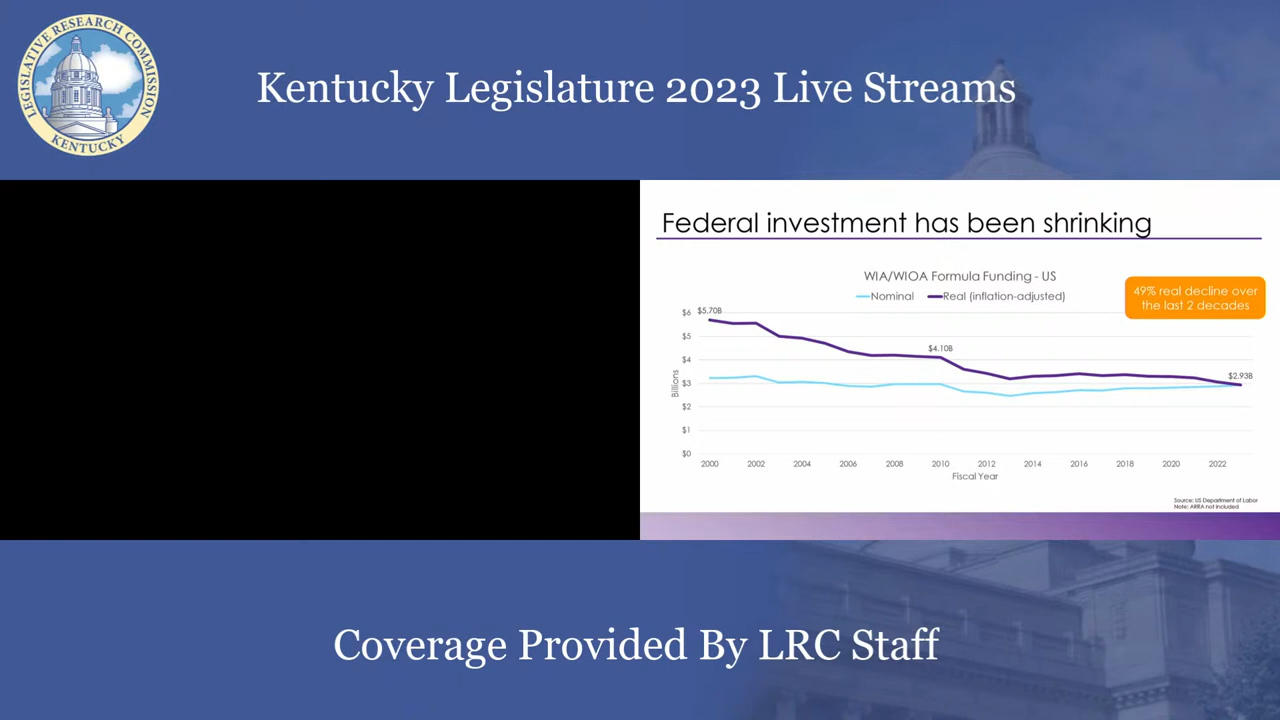 LEGISLATIVE RESEARCH COMMISSION
KENTUCKY
Kentucky Legislature 2023 Live Streams
Federal investment has been shrinking
WIA/WIOA Formula Funding - US
Nominal Real (inflation-adjusted)
49% real decline over
the last 2 decades
$6
$5.70B
$5
$4
$4.10B
$3
$2.93B
$2
$1
$0
Billions
2000 2002 2004 2006 2008 2010 2012 2014 2016 2018 2020 2022
Fiscal Year
Source: US Department of Labor
Note: ARRA not included
Coverage Provided By LRC Staff